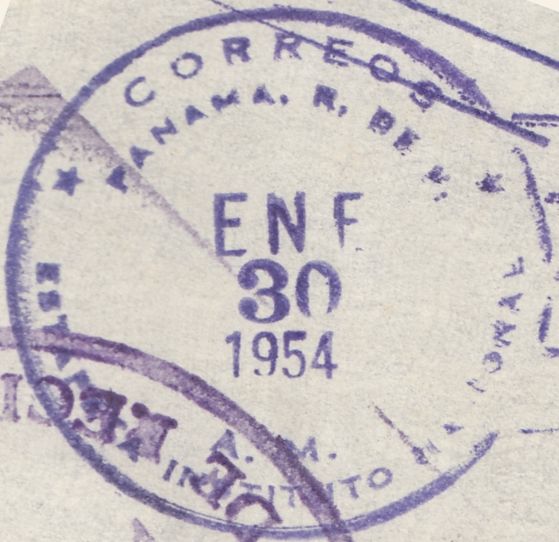 CORREOS
PANAMA, R. DE P.
ENE
30
1954
A. M.
ESTAFETA INSTITUTO NACIONAL